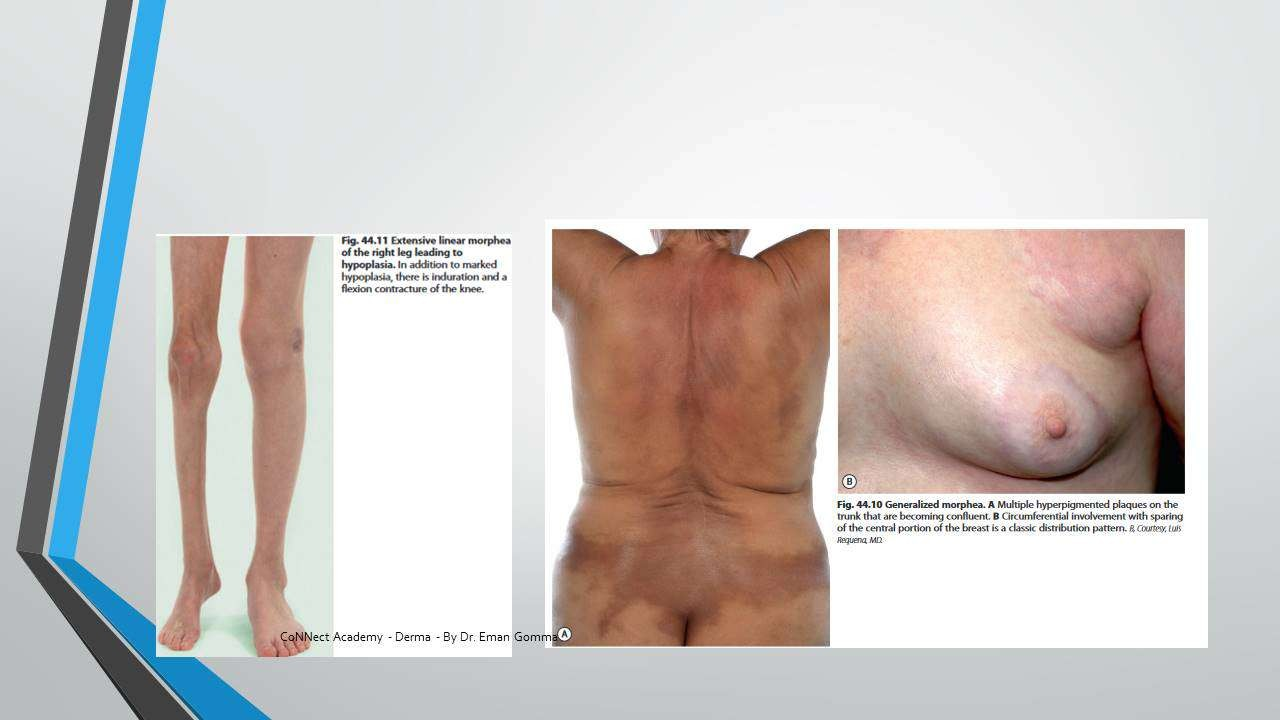 Fig. 44.11 Extensive linear morphea
of the right leg leading to
hypoplasia. In addition to marked
hypoplasia, there is induration and a
flexion contracture of the knee.
CoNNect Academy - Derma - By Dr. Eman Gomma
A
B
Fig. 44.10 Generalized morphea. A Multiple hyperpigmented plaques on the
trunk that are becoming confluent. B Circumferential involvement with sparing
of the central portion of the breast is a classic distribution pattern. B, Courtesy, Luis
Requena, MD.